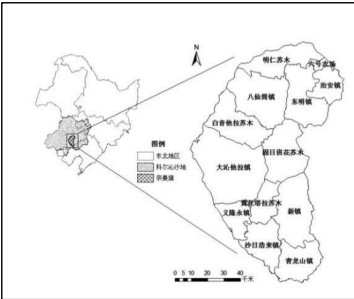 N
明仁苏木
六号农场
治安镇
八仙筒镇
东明镇
白音他拉苏木
固日班花苏木
大沁他拉镇
黄花塔拉苏木
义隆永镇
新镇
沙日浩来镇
青龙山镇
图例
东北地区
科尔沁沙地
奈曼旗
0 5 10 20 30 40
千米